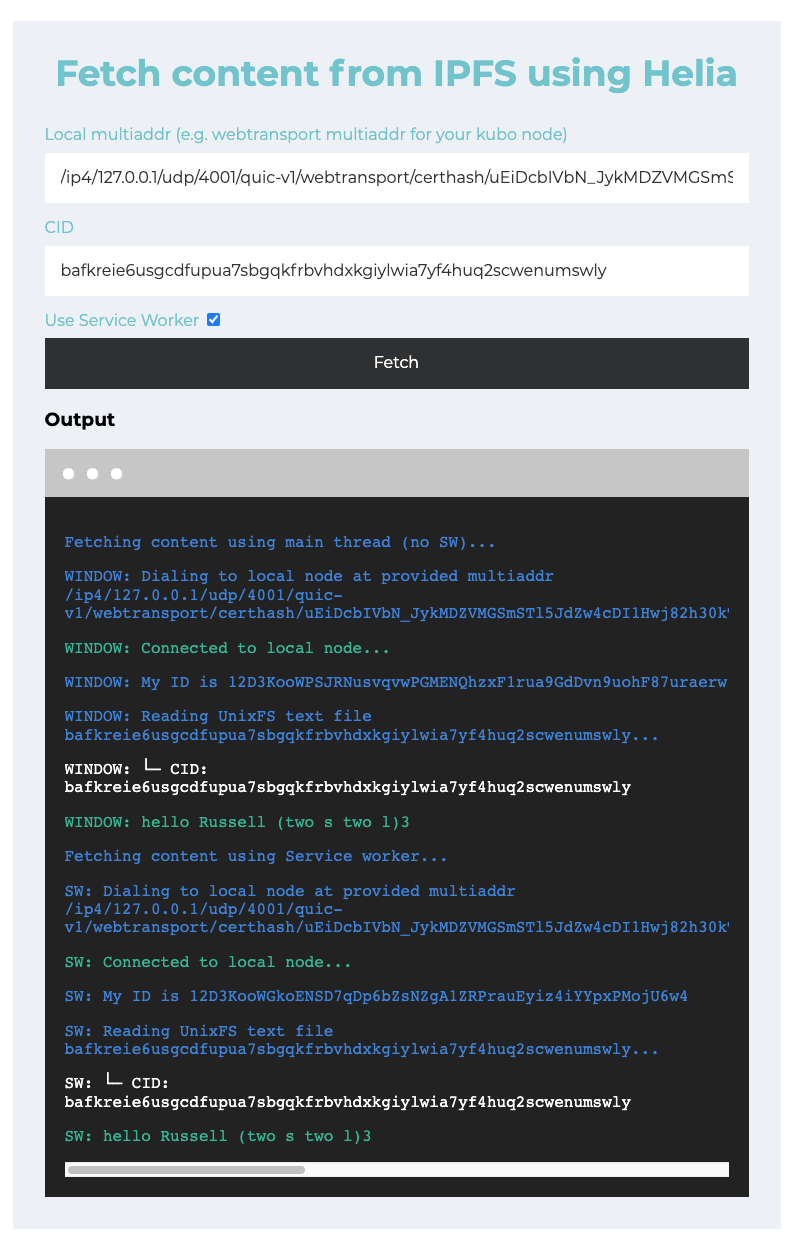 Fetch content from IPFS using Helia
Local multiaddr (e.g. webtransport multiaddr for your kubo node)
/ip4/127.0.0.1/udp/4001/quic-v1/webtransport/certhash/uEiDcbIVbN_JykMDZVMGSmS
CID
bafkreie6usgcdfupua7sbgqkfrbvhdxkgiylwia7yf4huq2scwenumswly
Use Service Worker
Fetch
Output
Fetching content using main thread (no SW)...
WINDOW: Dialing to local node at provided multiaddr
/ip4/127.0.0.1/udp/4001/quic-
v1/webtransport/certhash/uEiDcbIVbN_JykMDZVMGSmSTl5JdZw4cDI1Hwj82h30k
WINDOW: Connected to local node...
WINDOW: My ID is 12D3KooWPSJRNusvqvwPGMENQhzxF1rua9GdDvn9uohF87uraerw
WINDOW: Reading UnixFS text file
bafkreie6usgcdfupua7sbgqkfrbvhdxkgiylwia7yf4huq2scwenumswly...
WINDOW: └─ CID:
bafkreie6usgcdfupua7sbgqkfrbvhdxkgiylwia7yf4huq2scwenumswly
WINDOW: hello Russell (two s two l)3
Fetching content using Service worker...
SW: Dialing to local node at provided multiaddr
/ip4/127.0.0.1/udp/4001/quic-
v1/webtransport/certhash/uEiDcbIVbN_JykMDZVMGSmSTl5JdZw4cDI1Hwj82h30k
SW: Connected to local node...
SW: My ID is 12D3KooWGkoENSD7qDp6bZsNZgA1ZRPrauEyiz4iYYpxPMojU6w4
SW: Reading UnixFS text file
bafkreie6usgcdfupua7sbgqkfrbvhdxkgiylwia7yf4huq2scwenumswly...
SW: └─ CID:
bafkreie6usgcdfupua7sbgqkfrbvhdxkgiylwia7yf4huq2scwenumswly
SW: hello Russell (two s two l)3